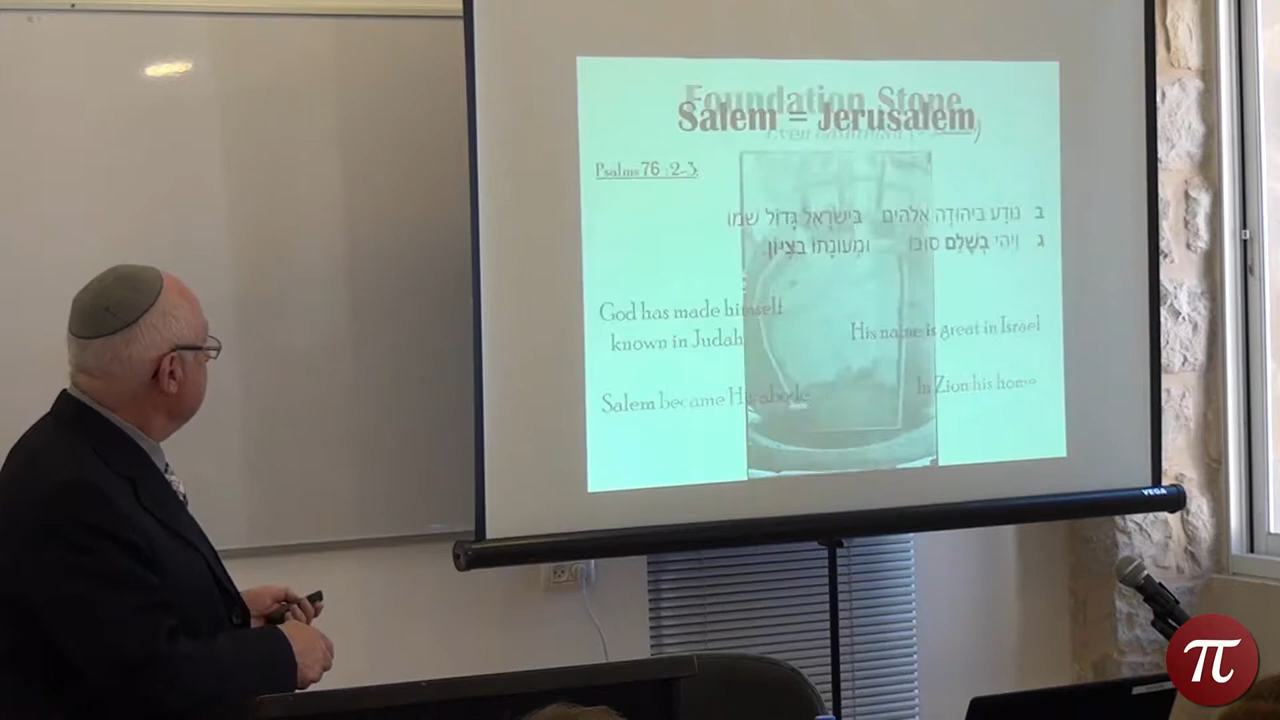 Foundation Stone
Salem = Jerusalem
Psalms 76 :2-3:
ב נוֹדָע בִּיהוּדָה אֱלֹהִים בְּיִשְׂרָאֵל גָּדוֹל שְׁמוֹ
ג וַיְהִי בְשָׁלֵם סוּכּוֹ וּמְעוֹנָתוֹ בְצִיּוֹן.
God has made himself
known in Judah
His name is great in Israel
Salem became His abode
In Zion his home
VEGA
π